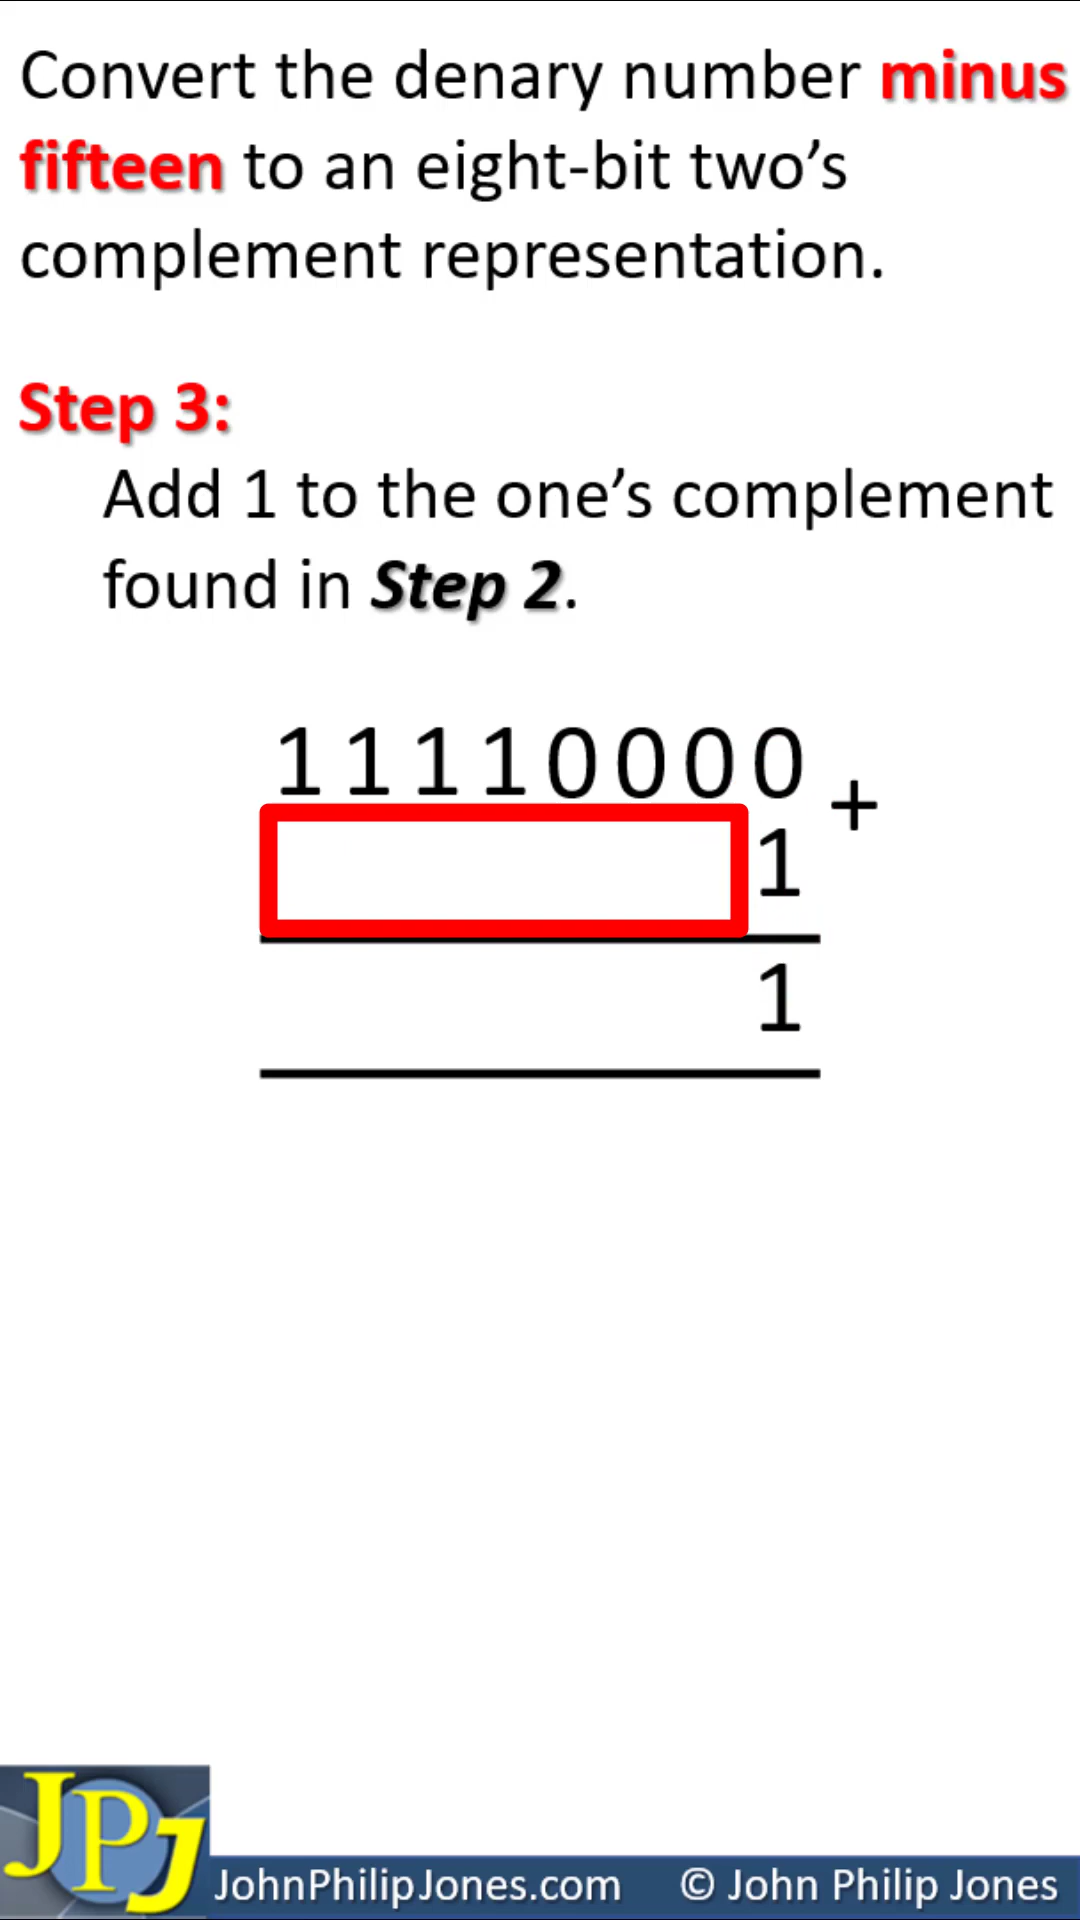 Convert the denary number minus
fifteen to an eight-bit two’s
complement representation.
Step 3:
Add 1 to the one’s complement
found in Step 2.
11110000
+
1
1
JPJ
JohnPhilipJones.com © John Philip Jones